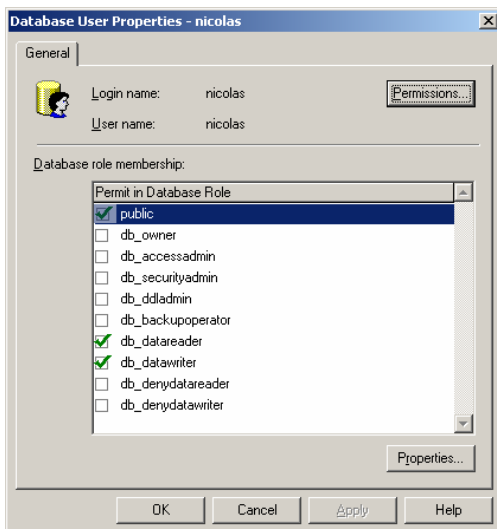 Database User Properties - nicolas
General
Login name: nicolas
Permissions...
User name: nicolas
Database role membership:
Permit in Database Role
public
db_owner
db_accessadmin
db_securityadmin
db_ddladmin
db_backupoperator
db_datareader
db_datawriter
db_denydatareader
db_denydatawriter
Properties...
OK Cancel Apply Help